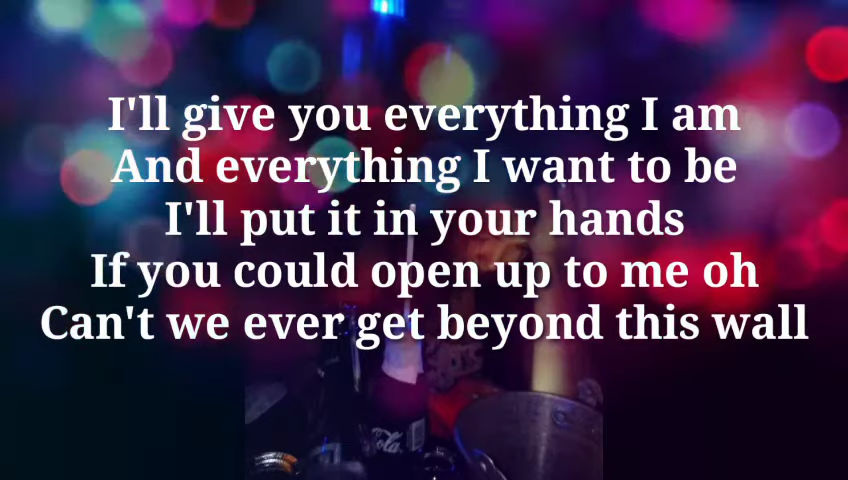 I'll give you everything I am
And everything I want to be
I'll put it in your hands
If you could open up to me oh
Can't we ever get beyond this wall